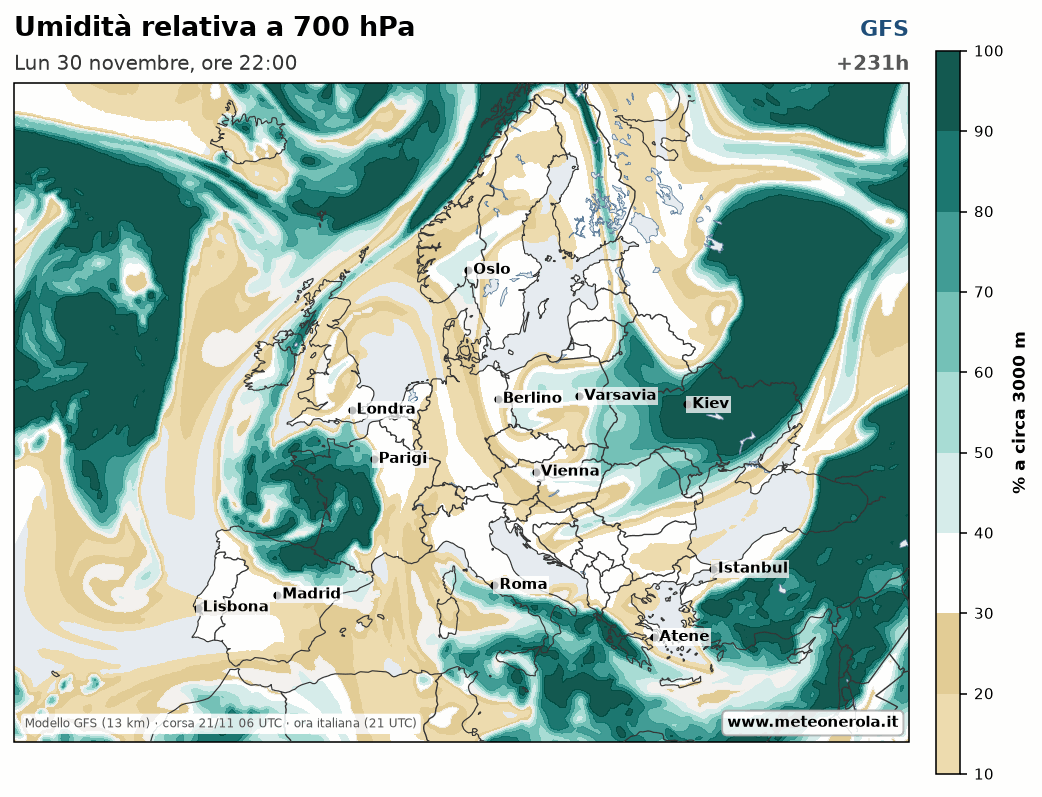 Umidità relativa a 700 hPa
GFS
Lun 30 novembre, ore 22:00
+231h
100
90
80
70
60
50
40
30
20
10
% a circa 3000 m
Oslo
Berlino
Varsavia
Kiev
Londra
Parigi
Vienna
Istanbul
Roma
Madrid
Lisbona
Atene
Modello GFS (13 km) · corsa 21/11 06 UTC · ora italiana (21 UTC)
www.meteonerola.it